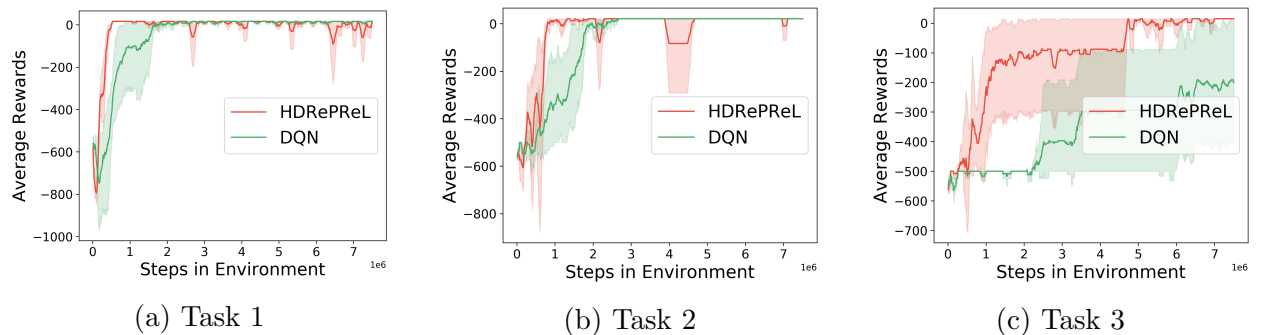 0
−200
−400
−600
−800
−1000
Average Rewards
0 1 2 3 4 5 6 7
1e6
Steps in Environment
HDRePReL
DQN
(a) Task 1
0
−200
−400
−600
−800
Average Rewards
0 1 2 3 4 5 6 7
1e6
Steps in Environment
HDRePReL
DQN
(b) Task 2
0
−100
−200
−300
−400
−500
−600
−700
Average Rewards
0 1 2 3 4 5 6 7
1e6
Steps in Environment
HDRePReL
DQN
(c) Task 3